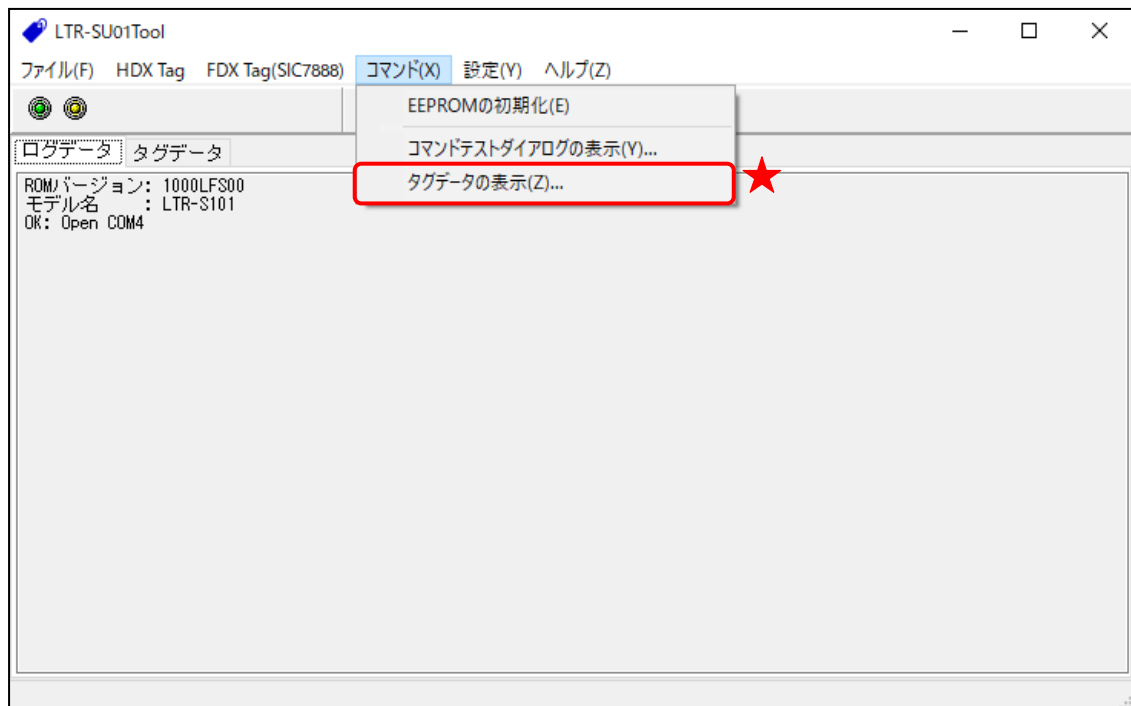 LTR-SU01Tool
ファイル(F) HDX Tag FDX Tag(SIC7888) コマンド(X) 設定(Y) ヘルプ(Z)
EEPROMの初期化(E)
コマンドテストダイアログの表示(Y)...
タグデータの表示(Z)...
ログデータ タグデータ
ROMバージョン: 1000LFS00
モデル名 : LTR-S101
OK: Open COM4